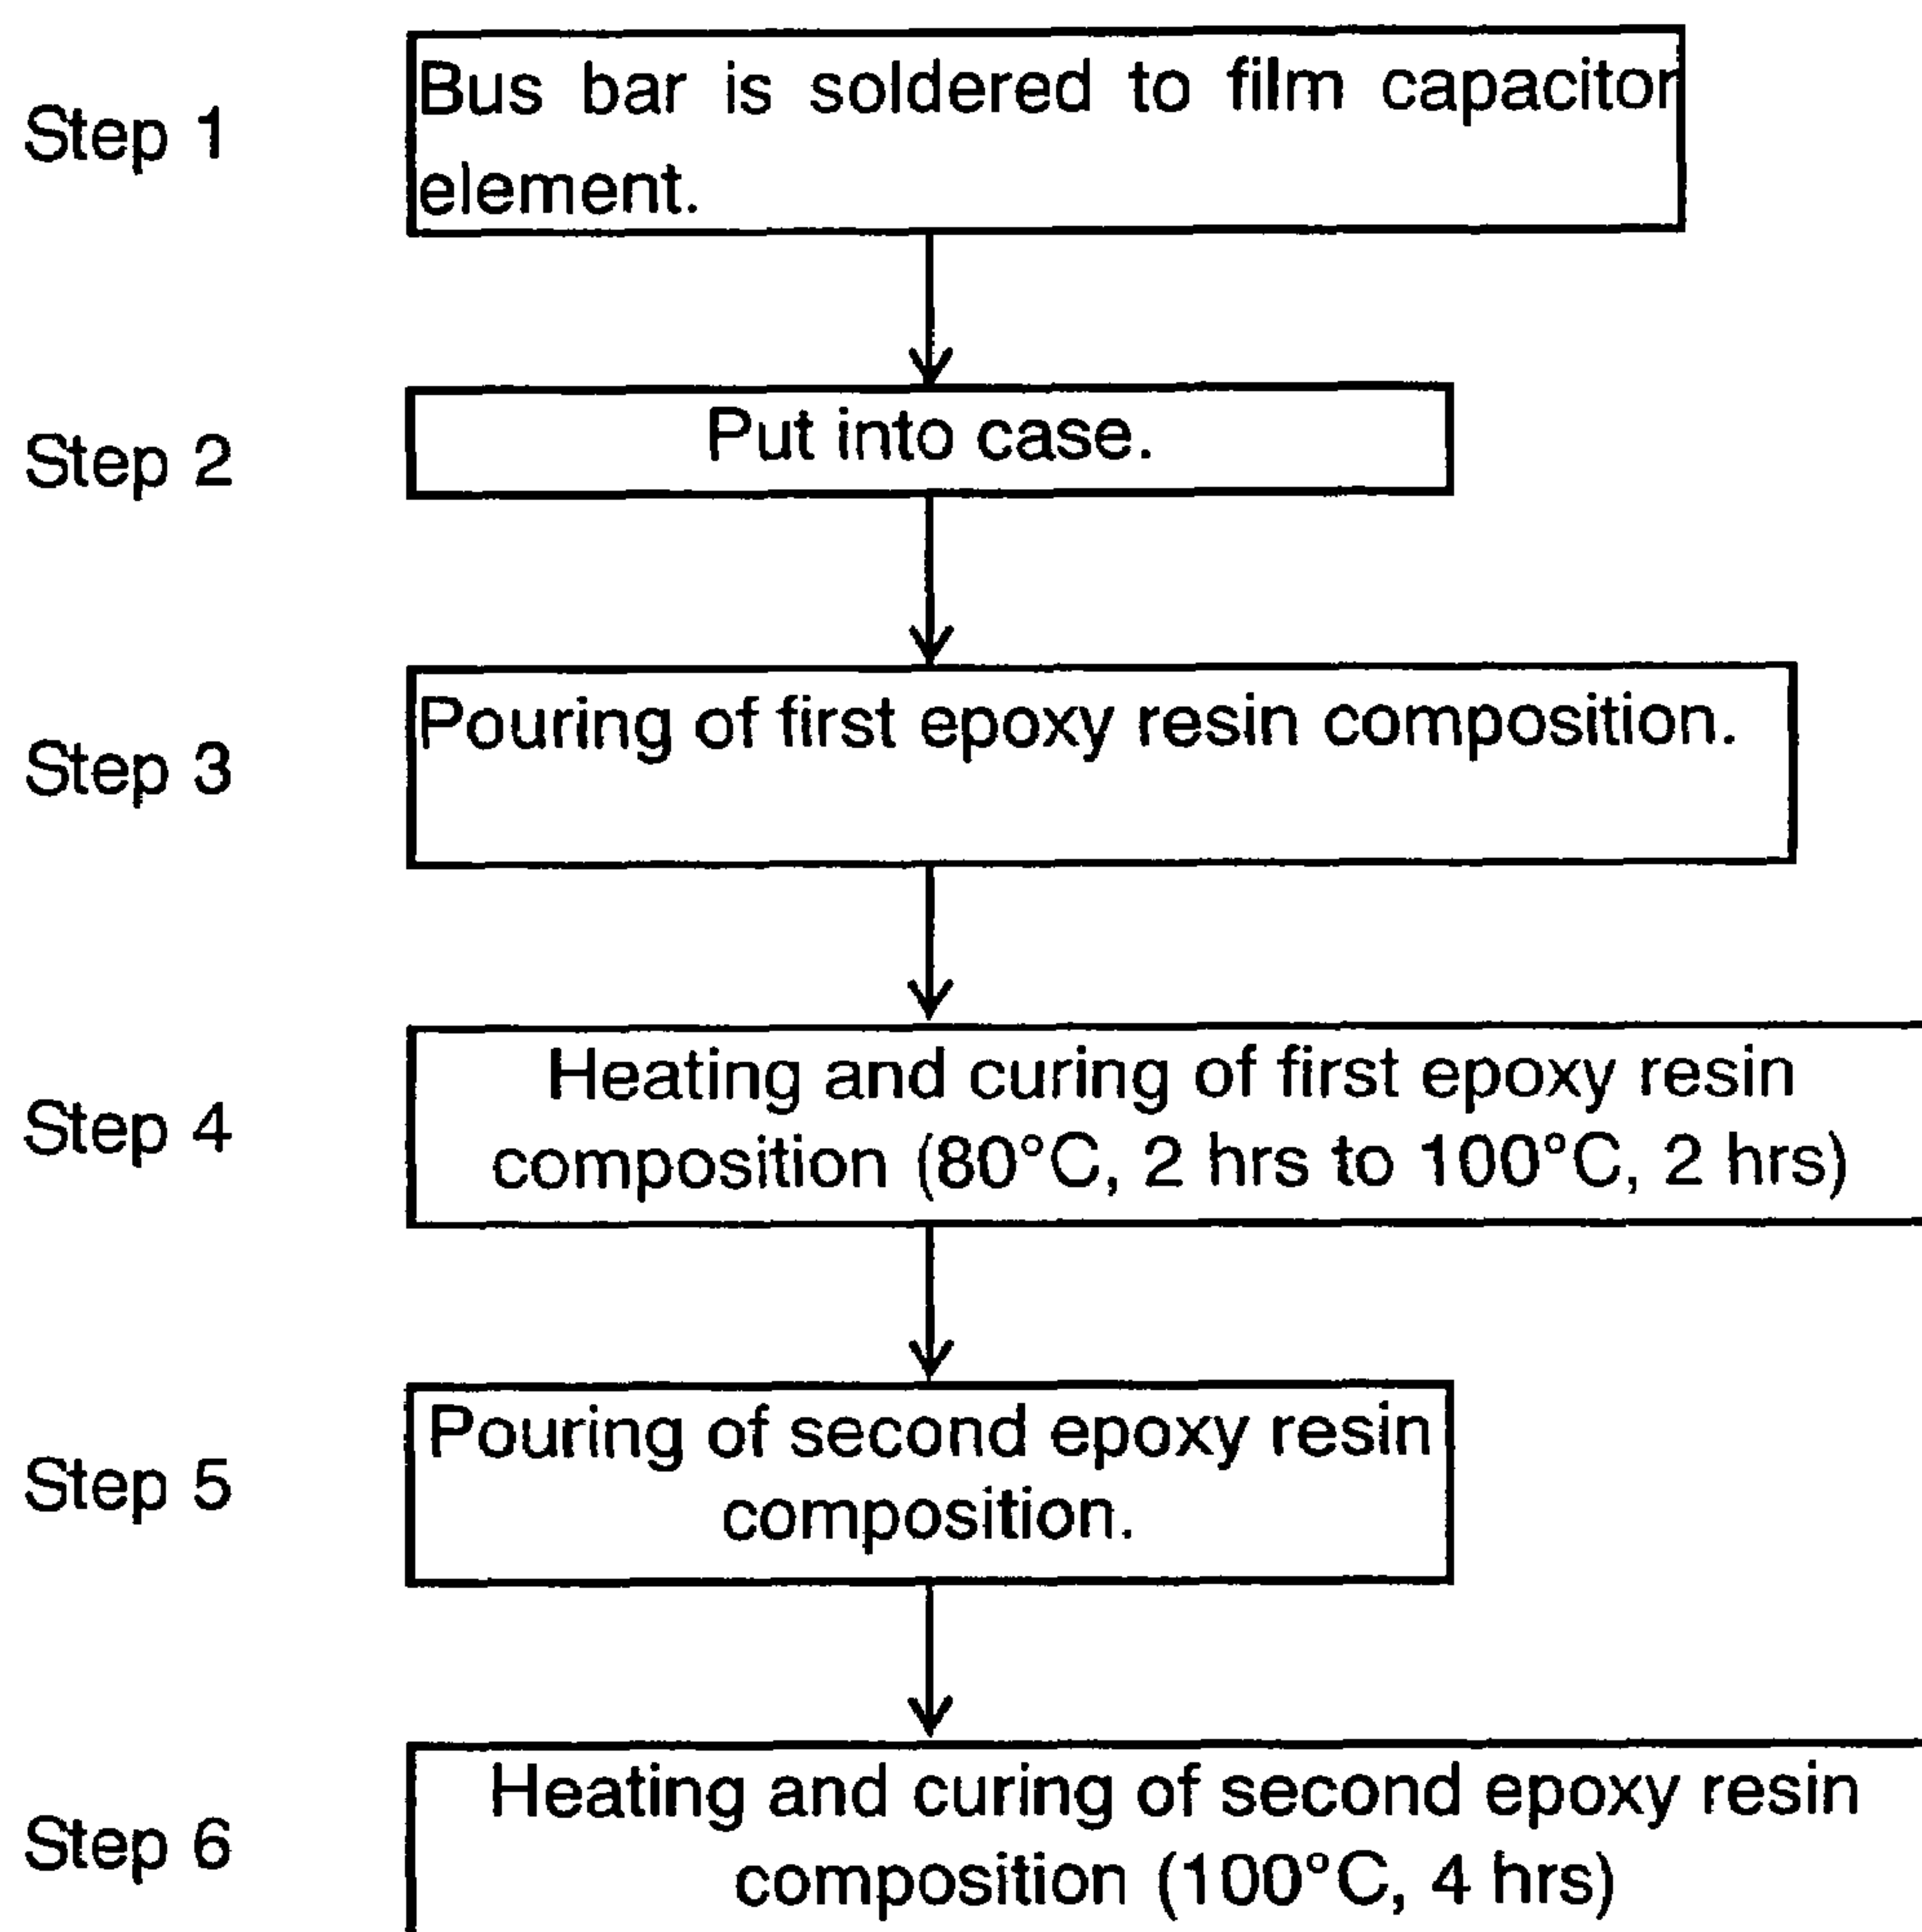 Step 1
Bus bar is soldered to film capacitor
element.
Step 2
Put into case.
Step 3
Pouring of first epoxy resin composition.
Step 4
Heating and curing of first epoxy resin
composition (80°C, 2 hrs to 100°C, 2 hrs)
Step 5
Pouring of second epoxy resin
composition.
Step 6
Heating and curing of second epoxy resin
composition (100°C, 4 hrs)